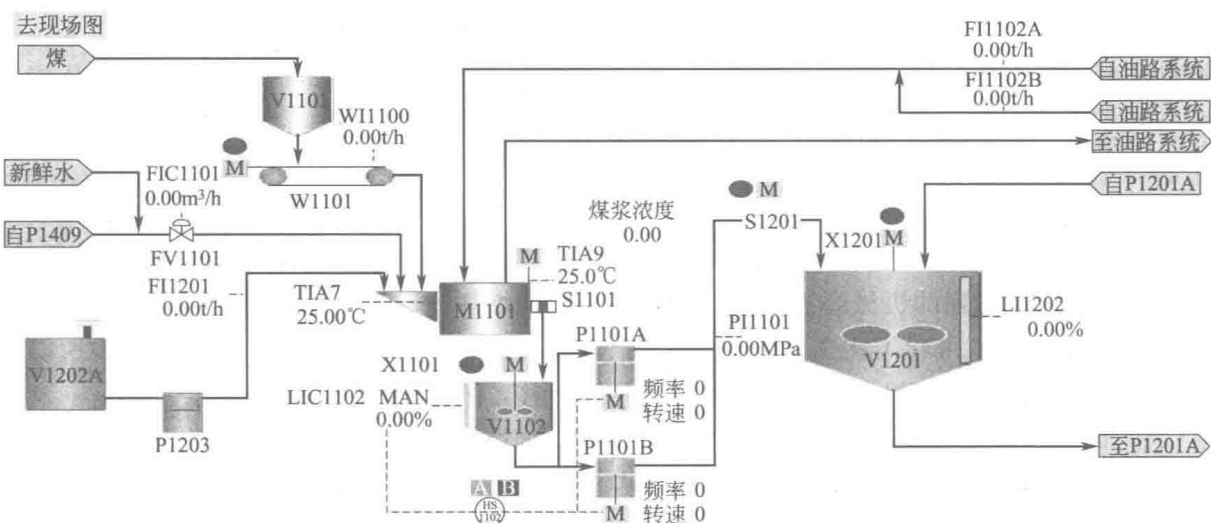 去现场图
煤
V1101
WI1100
0.00t/h
M
W1101
新鲜水
FIC1101
0.00m³/h
自P1409
FV1101
FI1201
0.00t/h
V1202A
P1203
TIA7
25.00℃
M1101
M
TIA9
25.0℃
S1101
X1101
M
LIC1102
MAN
0.00%
V1102
A
B
HS
1102
P1101A
M
频率 0
转速 0
P1101B
M
频率 0
转速 0
煤浆浓度
0.00
PI1101
0.00MPa
M
S1201
FI1102A
0.00t/h
自油路系统
FI1102B
0.00t/h
自油路系统
至油路系统
自P1201A
X1201
M
V1201
LI1202
0.00%
至P1201A